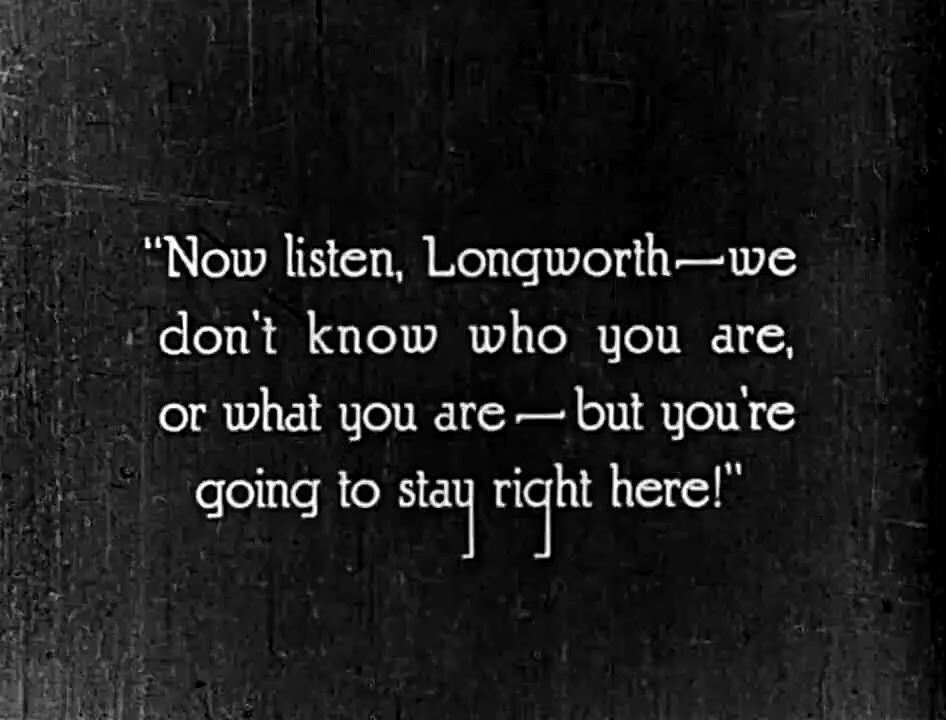 "Now listen, Longworth—we
don't know who you are,
or what you are—but you're
going to stay right here!"